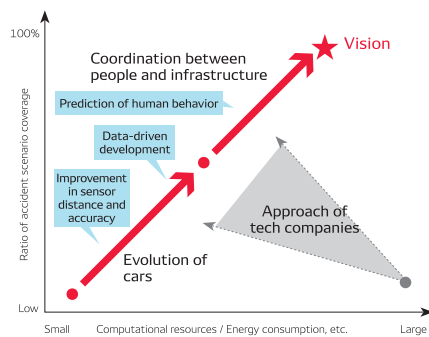 100%
Coordination between
people and infrastructure
Vision
Prediction of human behavior
Data-driven
development
Improvement
in sensor
distance and
accuracy
Evolution of
cars
Approach of
tech companies
Ratio of accident scenario coverage
Low
Small
Computational resources / Energy consumption, etc.
Large